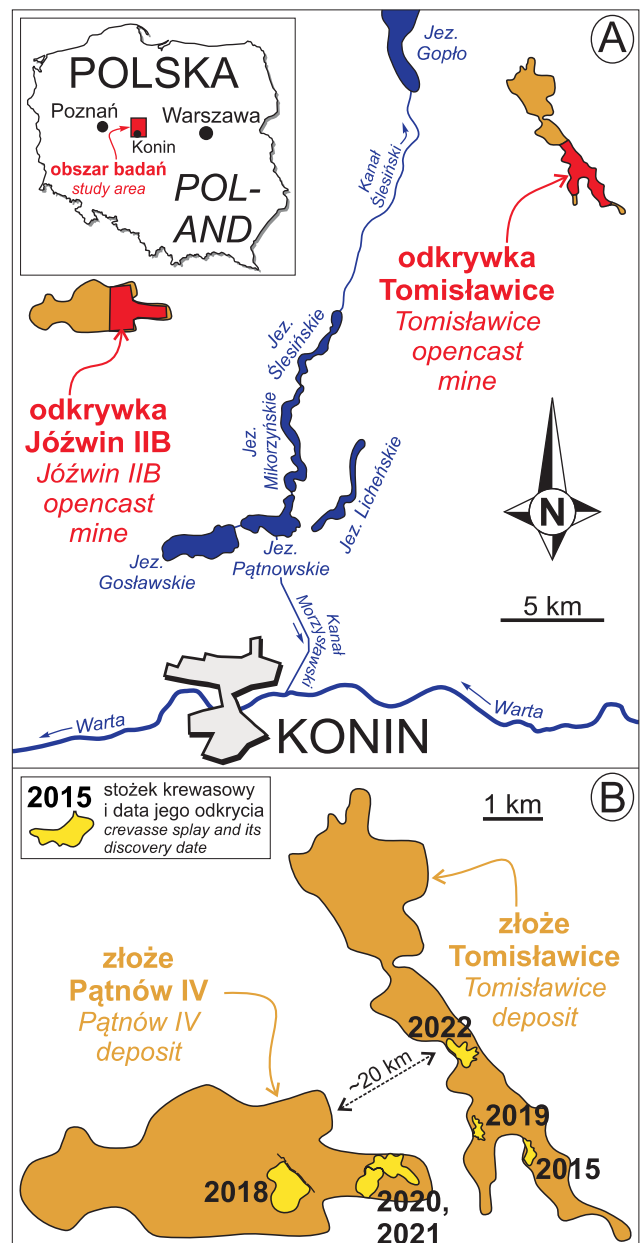 A
POLSKA
Poznań
Warszawa
Konin
obszar badań
study area
POL-
AND
Jez.
Gopło
Kanał
Ślesiński
odkrywka
Tomisławice
Tomisławice
opencast
mine
odkrywka
Jóźwin IIB
Jóźwin IIB
opencast
mine
Jez.
Ślesińskie
Jez.
Mikorzyńskie
Jez. Licheńskie
Jez.
Gosławskie
Jez.
Pątnowskie
N
5 km
Kanał
Morzysławski
Warta
Warta
KONIN
B
2015
stożek krewasowy
i data jego odkrycia
crevasse splay and its
discovery date
1 km
złoże
Tomisławice
Tomisławice
deposit
złoże
Pątnów IV
Pątnów IV
deposit
2022
~20 km
2019
2015
2018
2020,
2021